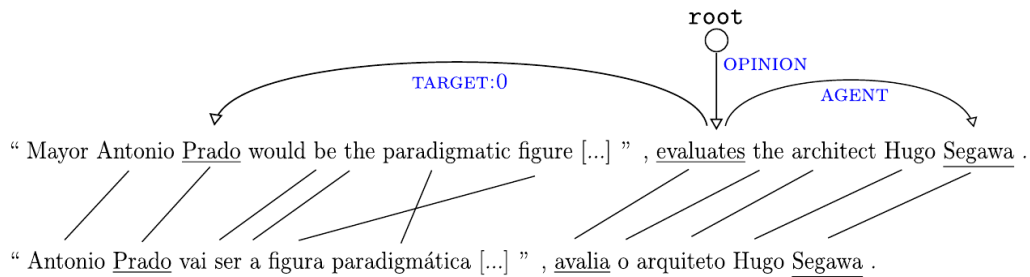 root
OPINION
TARGET:0
AGENT
“ Mayor Antonio Prado would be the paradigmatic figure [...] ” , evaluates the architect Hugo Segawa .
“ Antonio Prado vai ser a figura paradigmática [...] ” , avalia o arquiteto Hugo Segawa .